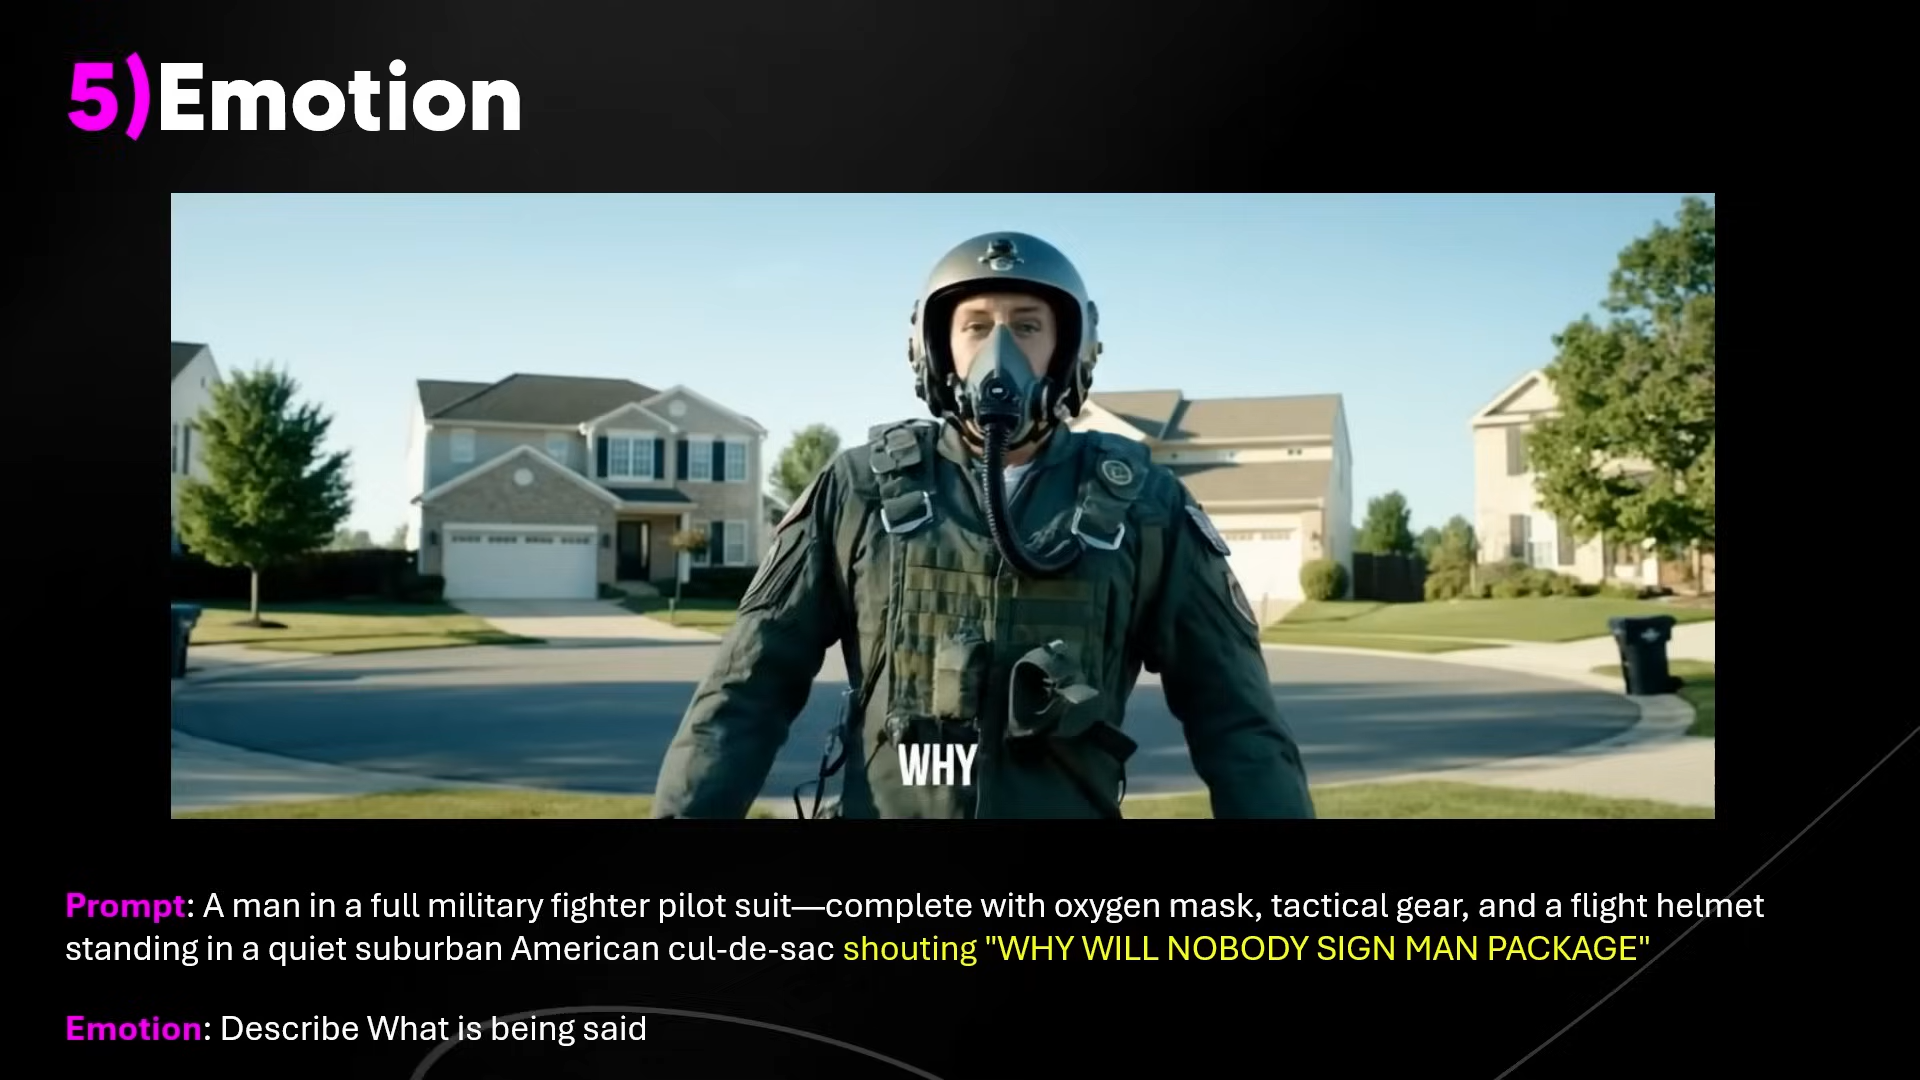 5)Emotion
WHY
Prompt: A man in a full military fighter pilot suit—complete with oxygen mask, tactical gear, and a flight helmet
standing in a quiet suburban American cul-de-sac shouting "WHY WILL NOBODY SIGN MAN PACKAGE"
Emotion: Describe What is being said